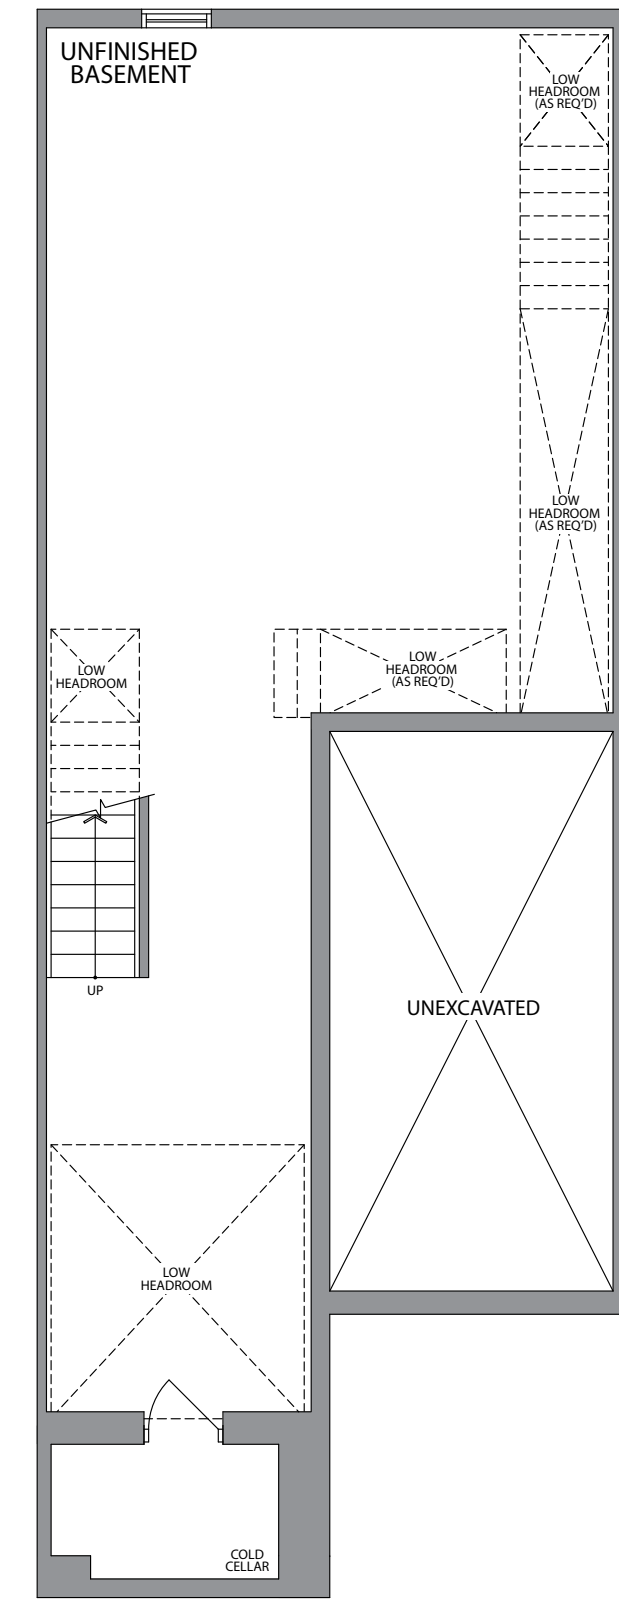 UNFINISHED
BASEMENT
LOW
HEADROOM
(AS REQ'D)
LOW
HEADROOM
(AS REQ'D)
LOW
HEADROOM
LOW
HEADROOM
(AS REQ'D)
UP
UNEXCAVATED
LOW
HEADROOM
COLD
CELLAR